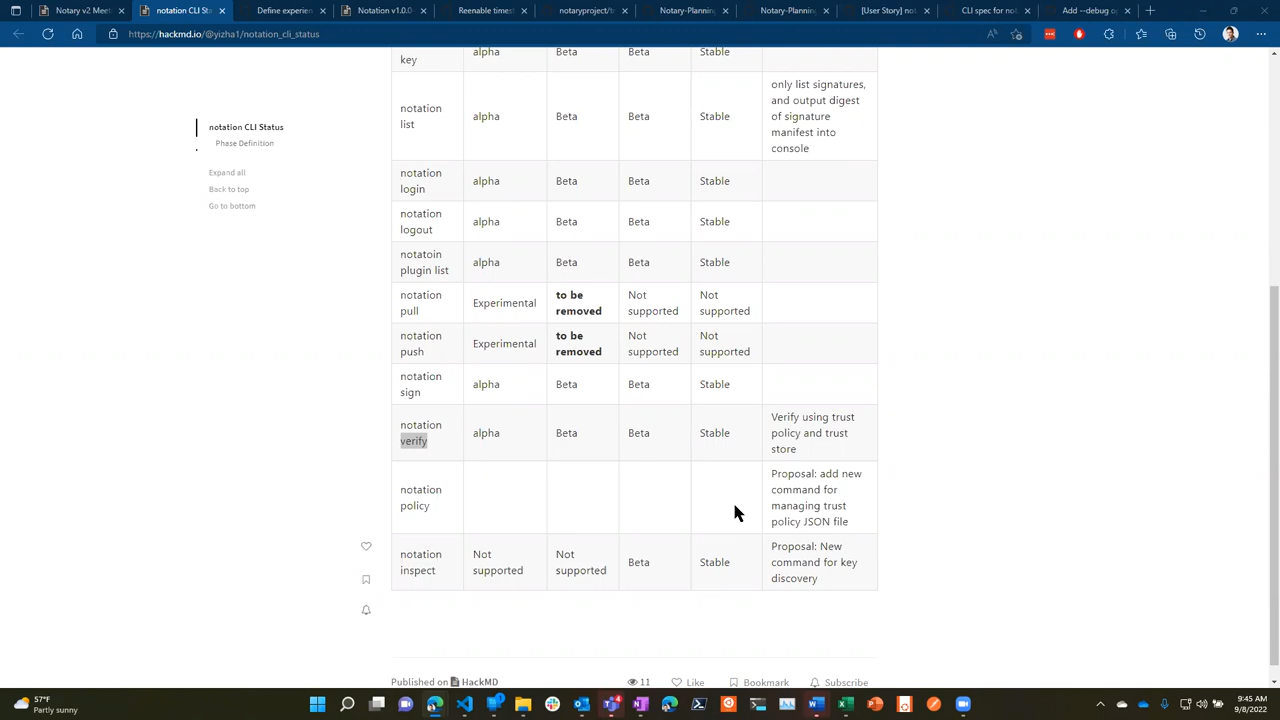 Notary v2 Meet
notation CLI Sta
Define experien
Notation v1.0.0
Reenable timest
notaryproject/tu
Notary-Planning
Notary-Planning
[User Story] not
CLI spec for not
Add --debug op
https://hackmd.io/@yizha1/notation_cli_status
notation CLI Status
Phase Definition
Expand all
Back to top
Go to bottom
key
alpha
Beta
Beta
Stable
notation
list
alpha
Beta
Beta
Stable
only list signatures,
and output digest
of signature
manifest into
console
notation
login
alpha
Beta
Beta
Stable
notation
logout
alpha
Beta
Beta
Stable
notatoin
plugin list
alpha
Beta
Beta
Stable
notation
pull
Experimental
to be
removed
Not
supported
Not
supported
notation
push
Experimental
to be
removed
Not
supported
Not
supported
notation
sign
alpha
Beta
Beta
Stable
notation
verify
alpha
Beta
Beta
Stable
Verify using trust
policy and trust
store
notation
policy
Proposal: add new
command for
managing trust
policy JSON file
notation
inspect
Not
supported
Not
supported
Beta
Stable
Proposal: New
command for key
discovery
Published on HackMD
11
Like
Bookmark
Subscribe
57°F
Partly sunny
9:45 AM
9/8/2022